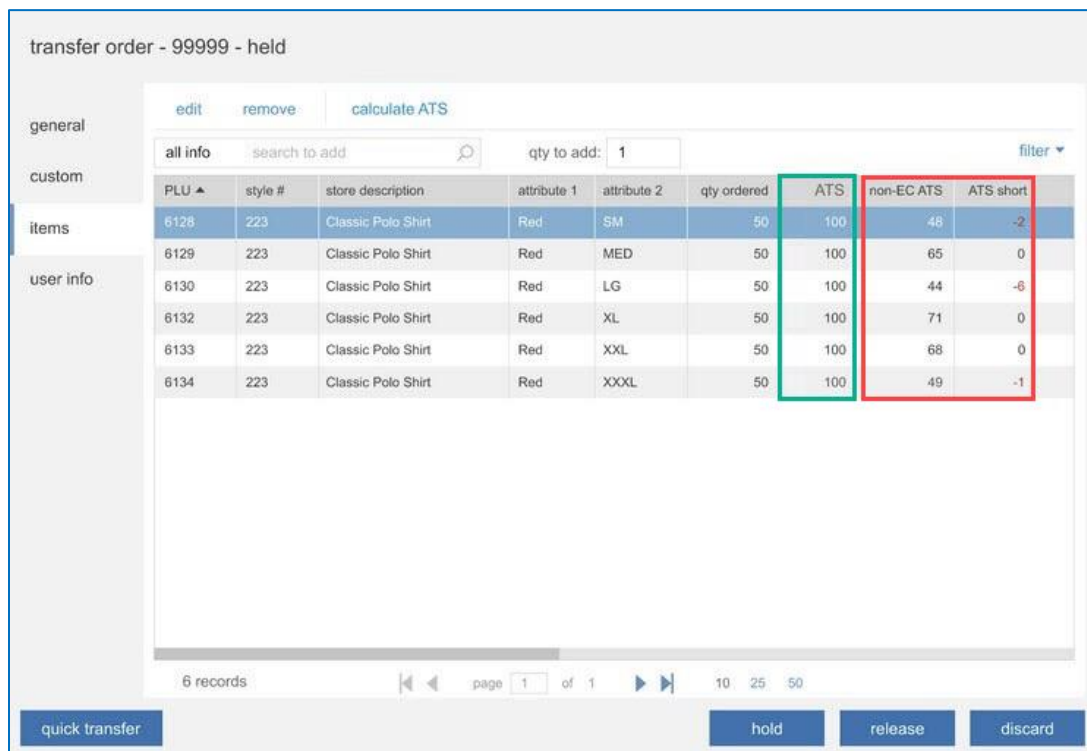 transfer order - 99999 - held
general
custom
items
user info
edit remove calculate ATS
all info search to add qty to add: 1 filter
PLU style # store description attribute 1 attribute 2 qty ordered ATS non-EC ATS ATS short
6128 223 Classic Polo Shirt Red SM 50 100 48 -2
6129 223 Classic Polo Shirt Red MED 50 100 65 0
6130 223 Classic Polo Shirt Red LG 50 100 44 -6
6132 223 Classic Polo Shirt Red XL 50 100 71 0
6133 223 Classic Polo Shirt Red XXL 50 100 68 0
6134 223 Classic Polo Shirt Red XXXL 50 100 49 -1
6 records page 1 of 1 10 25 50
quick transfer hold release discard